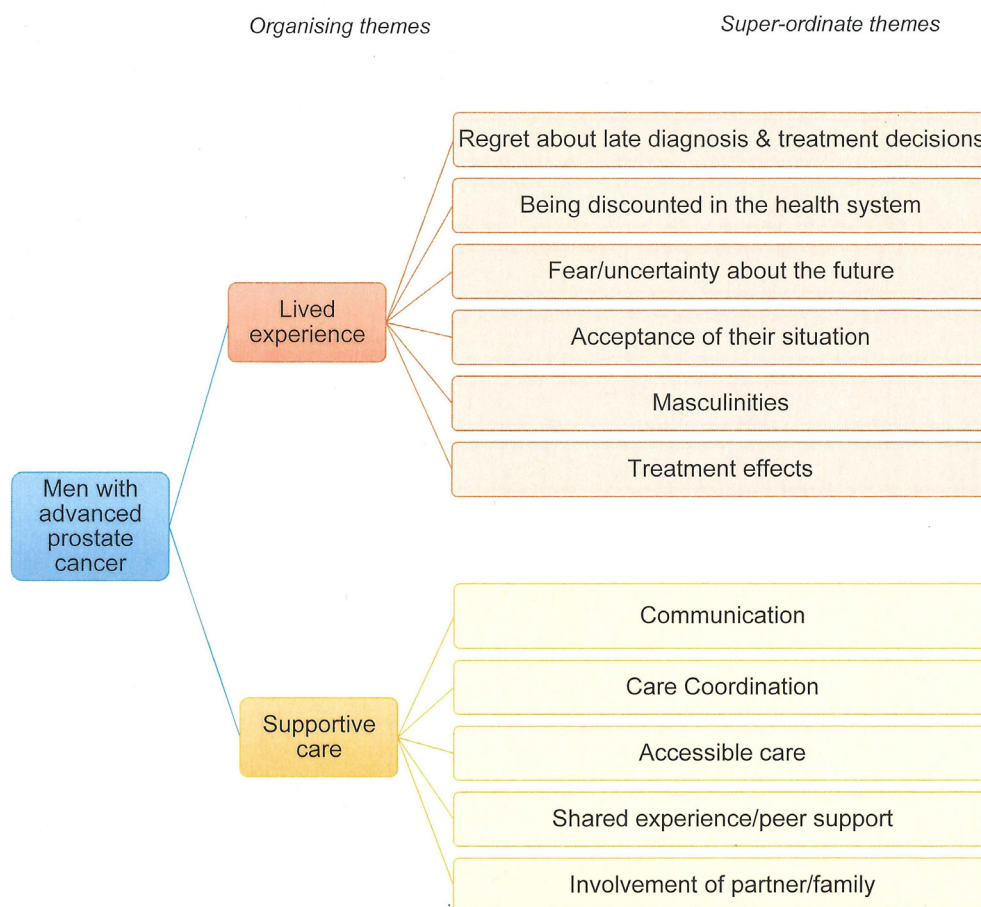 Organising themes
Super-ordinate themes
Regret about late diagnosis & treatment decisions
Being discounted in the health system
Fear/uncertainty about the future
Lived
experience
Acceptance of their situation
Masculinities
Treatment effects
Men with
advanced
prostate
cancer
Communication
Care Coordination
Supportive
care
Accessible care
Shared experience/peer support
Involvement of partner/family